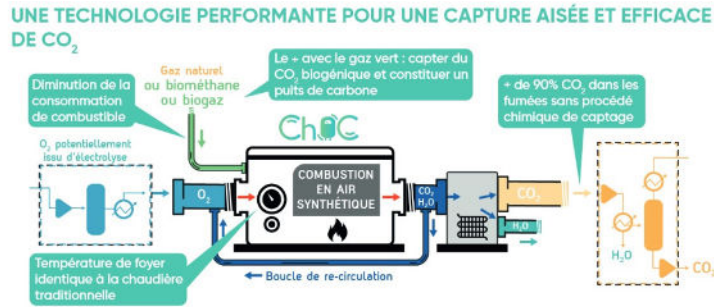 UNE TECHNOLOGIE PERFORMANTE POUR UNE CAPTURE AISÉE ET EFFICACE
DE CO₂
Diminution de la
consommation
de combustible
Gaz naturel
ou biométhane
ou biogaz
Le + avec le gaz vert : capter du
CO₂ biogénique et constituer un
puits de carbone
+ de 90% CO₂ dans les
fumées sans procédé
chimique de captage
O₂ potentiellement
issu d'électrolyse
CHOC
O₂
COMBUSTION
EN AIR
SYNTHÉTIQUE
CO₂
H₂O
CO₂
H₂O
H₂O
CO₂
Température de foyer
identique à la chaudière
traditionnelle
Boucle de re-circulation